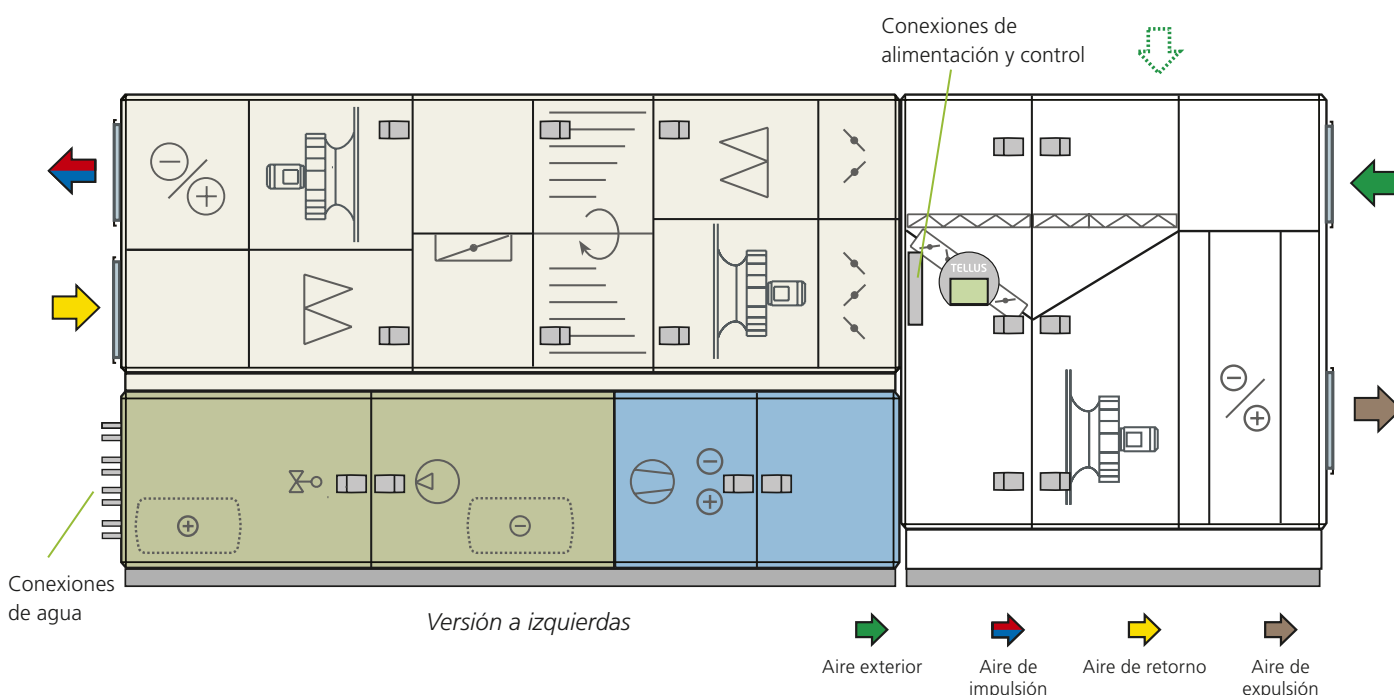 Conexiones de
alimentación y control
TELLUS
Conexiones
de agua
Versión a izquierdas
Aire exterior
Aire de
impulsión
Aire de retorno
Aire de
expulsión